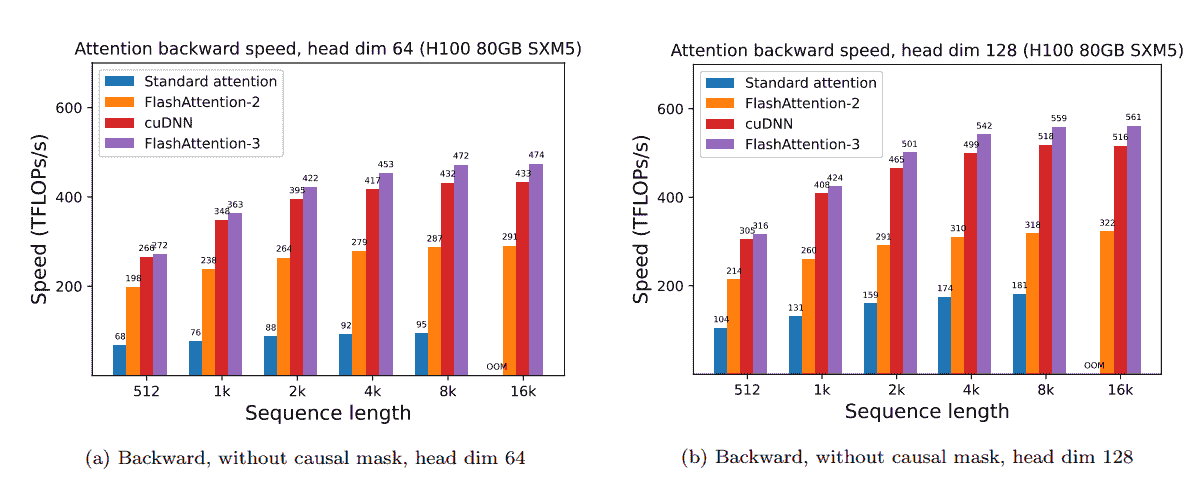 Attention backward speed, head dim 64 (H100 80GB SXM5)
Standard attention
FlashAttention-2
cuDNN
FlashAttention-3
Speed (TFLOPs/s)
600
400
200
68 198 266 272
76 238 348 363
88 264 395 422
92 279 417 453
95 287 432 472
OOM 291 433 474
512 1k 2k 4k 8k 16k
Sequence length
(a) Backward, without causal mask, head dim 64
Attention backward speed, head dim 128 (H100 80GB SXM5)
Standard attention
FlashAttention-2
cuDNN
FlashAttention-3
Speed (TFLOPs/s)
600
400
200
104 214 305 316
131 260 408 424
159 291 465 501
174 310 499 542
181 318 518 559
OOM 322 516 561
512 1k 2k 4k 8k 16k
Sequence length
(b) Backward, without causal mask, head dim 128